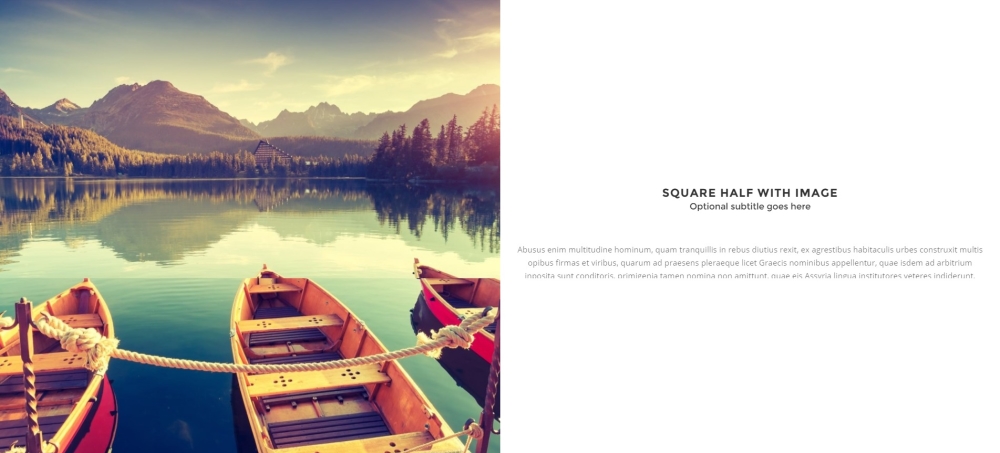 SQUARE HALF WITH IMAGE
Optional subtitle goes here
Abusus enim multitudine hominum, quam tranquillis in rebus diutius rexit, ex agrestibus habitaculis urbes construxit multis
opibus firmas et viribus, quarum ad praesens pleraeque licet Graecis nominibus appellentur, quae isdem ad arbitrium
inposita sunt conditoris, primigenia tamen nomina non amittunt, quae eis Assyria lingua institutores veteres indiderunt.